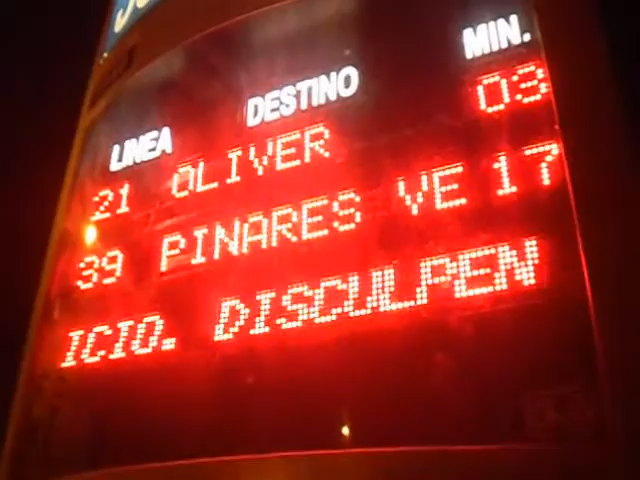 LINEA DESTINO MIN.
21 OLIVER 03
39 PINARES VE 17
ICIO. DISCULPEN